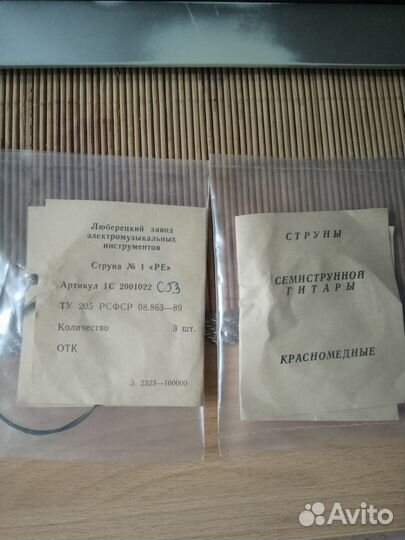 Люберецкий завод
электромузыкальных
инструментов
Струна № 1 «РЕ»
Артикул 1С 2001022 С53
ТУ 205 РСФСР 08.863—89
Количество 3 шт.
ОТК
З. 2323—100000
СТРУНЫ
СЕМИСТРУННОЙ
ГИТАРЫ
КРАСНОМЕДНЫЕ
Avito